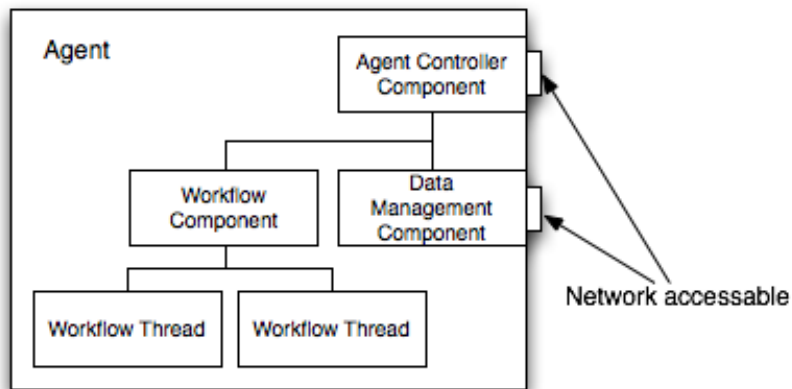 Agent
Agent Controller
Component
Workflow
Component
Data
Management
Component
Network accessable
Workflow Thread
Workflow Thread